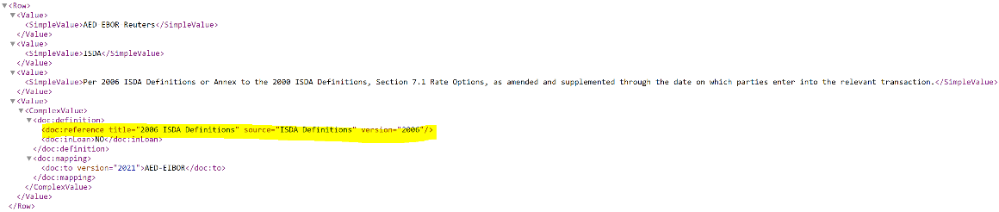 <Row>
<Value>
<SimpleValue>AED EBOR Reuters</SimpleValue>
</Value>
<Value>
<SimpleValue>ISDA</SimpleValue>
</Value>
<Value>
<SimpleValue>Per 2006 ISDA Definitions or Annex to the 2000 ISDA Definitions, Section 7.1 Rate Options, as amended and supplemented through the date on which parties enter into the relevant transaction.</SimpleValue>
</Value>
<Value>
<ComplexValue>
<doc:definition>
<doc:reference title="2006 ISDA Definitions" source="ISDA Definitions" version="2006"/>
<doc:inLoan>NO</doc:inLoan>
</doc:definition>
<doc:mapping>
<doc:to version="2021">AED-EIBOR</doc:to>
</doc:mapping>
</ComplexValue>
</Value>
</Row>